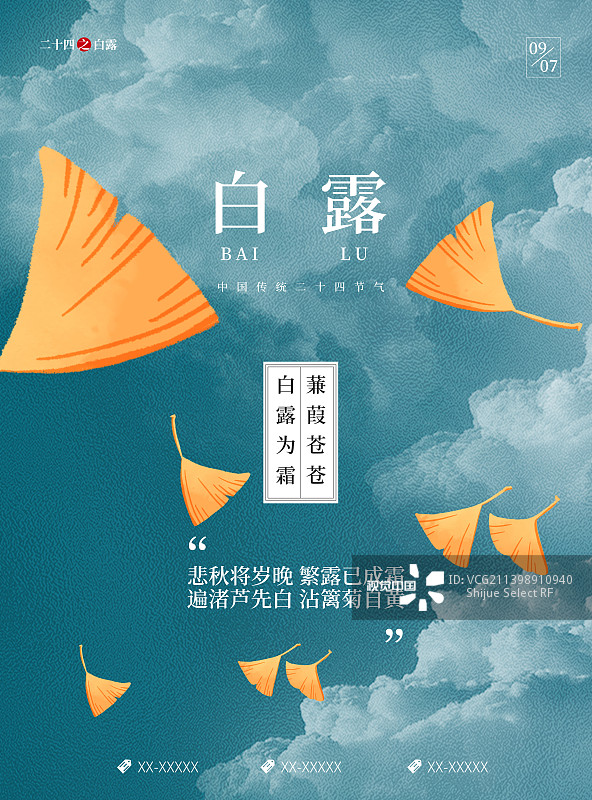 二十四之白露
09/07
白露
BAI LU
中国传统二十四节气
蒹葭苍苍
白露为霜
“
悲秋将岁晚 繁露已成霜
遍渚芦先白 沾篱菊自黄
”
视觉中国
ID: VCG211398910940
Shijue Select RF
XX-XXXXX
XX-XXXXX
XX-XXXXX